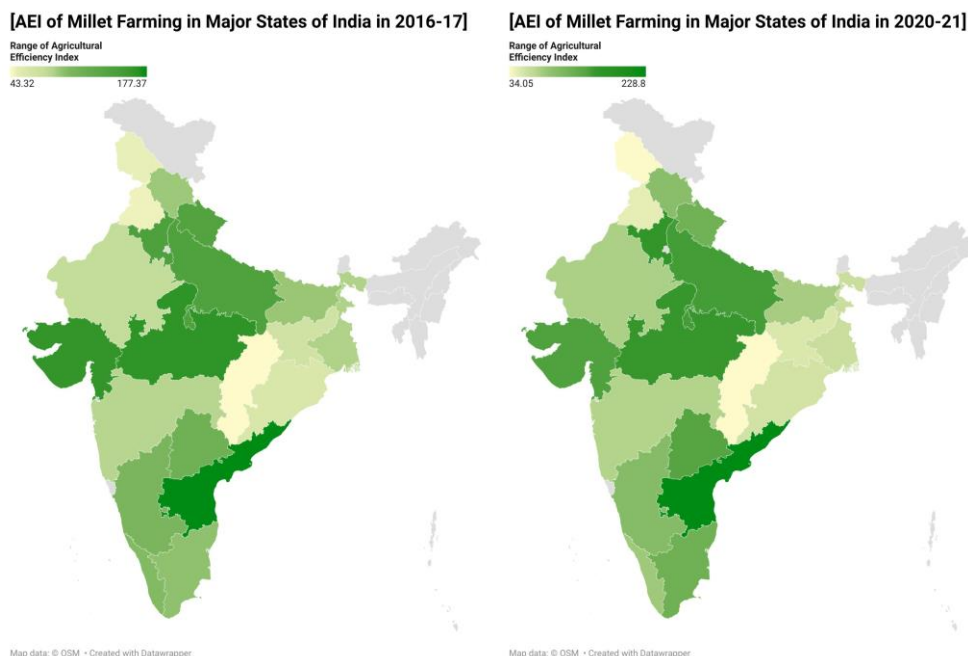 [AEI of Millet Farming in Major States of India in 2016-17]
Range of Agricultural
Efficiency Index
43.32 177.37
Map data: © OSM • Created with Datawrapper
[AEI of Millet Farming in Major States of India in 2020-21]
Range of Agricultural
Efficiency Index
34.05 228.8
Map data: © OSM • Created with Datawrapper